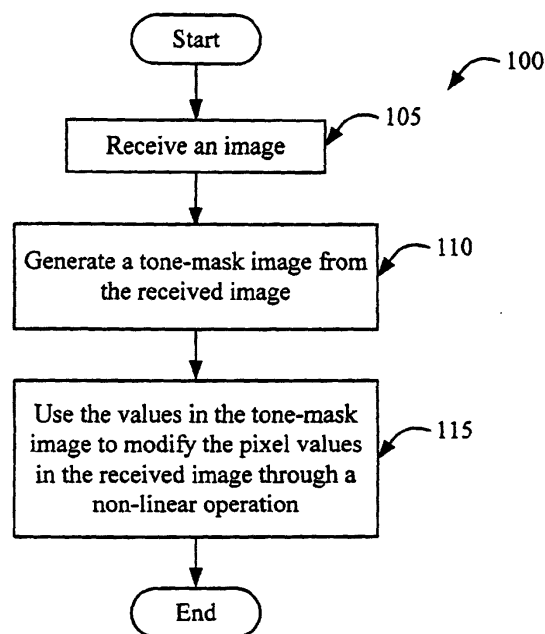 Start
100
105
Receive an image
110
Generate a tone-mask image from
the received image
Use the values in the tone-mask
image to modify the pixel values
in the received image through a
non-linear operation
115
End